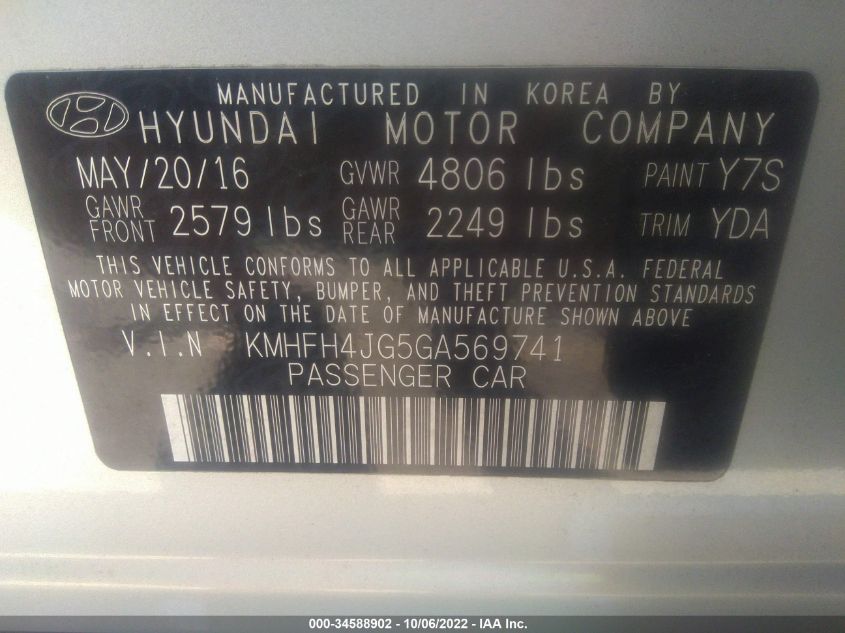 MANUFACTURED IN KOREA BY
HYUNDAI MOTOR COMPANY
MAY/20/16 GVWR 4806 lbs PAINT Y7S
GAWR FRONT 2579 lbs GAWR REAR 2249 lbs TRIM YDA
THIS VEHICLE CONFORMS TO ALL APPLICABLE U.S.A. FEDERAL
MOTOR VEHICLE SAFETY, BUMPER, AND THEFT PREVENTION STANDARDS
IN EFFECT ON THE DATE OF MANUFACTURE SHOWN ABOVE
V.I.N KMHFH4JG5GA569741
PASSENGER CAR
000-34588902 - 10/06/2022 - IAA Inc.